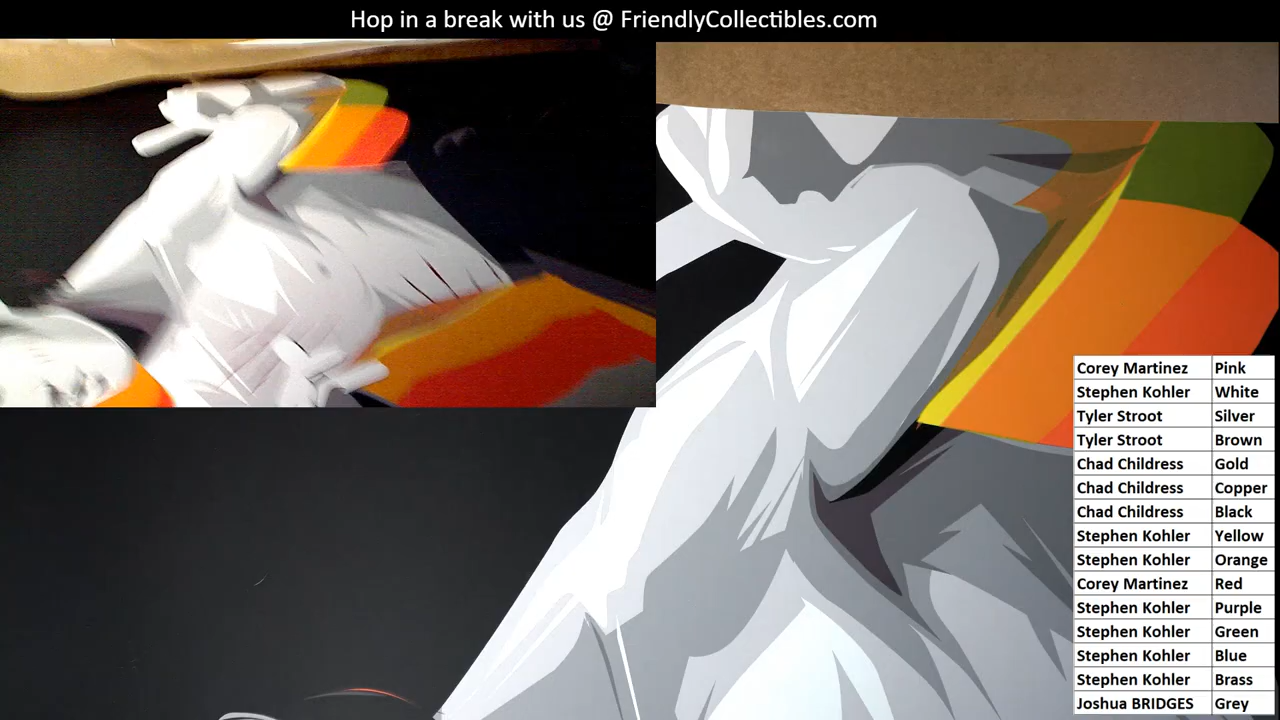 Hop in a break with us @ FriendlyCollectibles.com
Corey Martinez Pink
Stephen Kohler White
Tyler Stroot Silver
Tyler Stroot Brown
Chad Childress Gold
Chad Childress Copper
Chad Childress Black
Stephen Kohler Yellow
Stephen Kohler Orange
Corey Martinez Red
Stephen Kohler Purple
Stephen Kohler Green
Stephen Kohler Blue
Stephen Kohler Brass
Joshua BRIDGES Grey